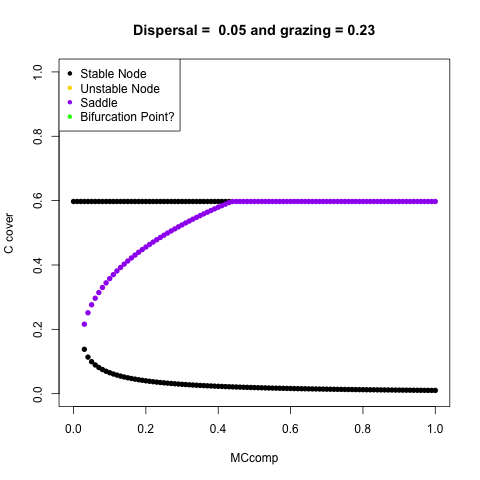 Dispersal =  0.05 and grazing = 0.23
Stable Node
Unstable Node
Saddle
Bifurcation Point?
C cover
1.0
0.8
0.6
0.4
0.2
0.0
0.0 0.2 0.4 0.6 0.8 1.0
MCcomp